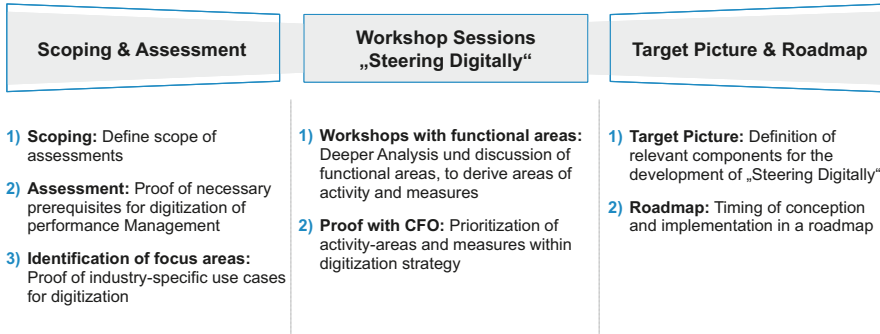 Scoping & Assessment
Workshop Sessions
„Steering Digitally“
Target Picture & Roadmap
1) Scoping: Define scope of
assessments
2) Assessment: Proof of necessary
prerequisites for digitization of
performance Management
3) Identification of focus areas:
Proof of industry-specific use cases
for digitization
1) Workshops with functional areas:
Deeper Analysis und discussion of
functional areas, to derive areas of
activity and measures
2) Proof with CFO: Prioritization of
activity-areas and measures within
digitization strategy
1) Target Picture: Definition of
relevant components for the
development of „Steering Digitally“
2) Roadmap: Timing of conception
and implementation in a roadmap